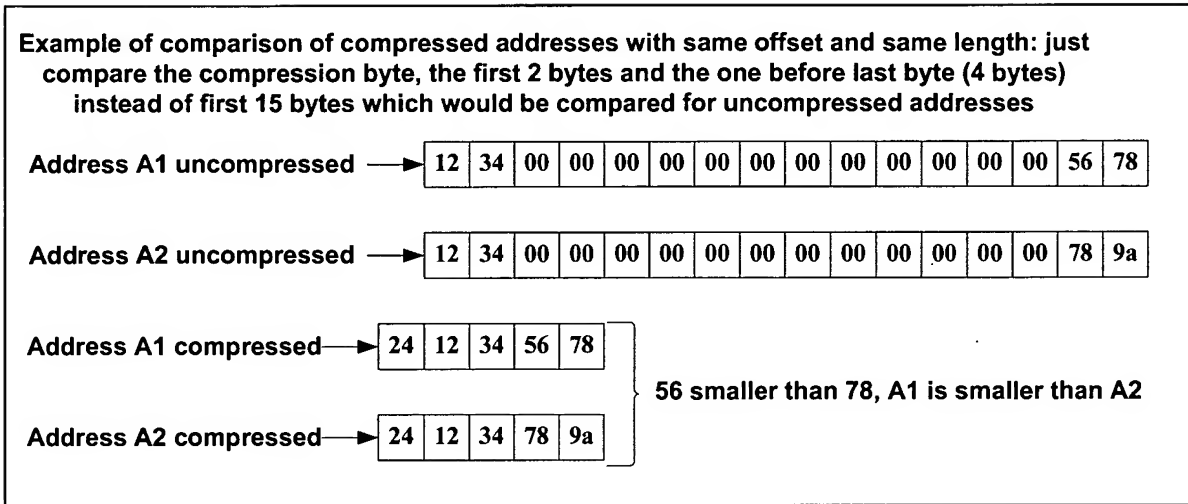 Example of comparison of compressed addresses with same offset and same length: just
compare the compression byte, the first 2 bytes and the one before last byte (4 bytes)
instead of first 15 bytes which would be compared for uncompressed addresses
Address A1 uncompressed 12 34 00 00 00 00 00 00 00 00 00 00 00 00 56 78
Address A2 uncompressed 12 34 00 00 00 00 00 00 00 00 00 00 00 00 78 9a
Address A1 compressed 24 12 34 56 78
56 smaller than 78, A1 is smaller than A2
Address A2 compressed 24 12 34 78 9a